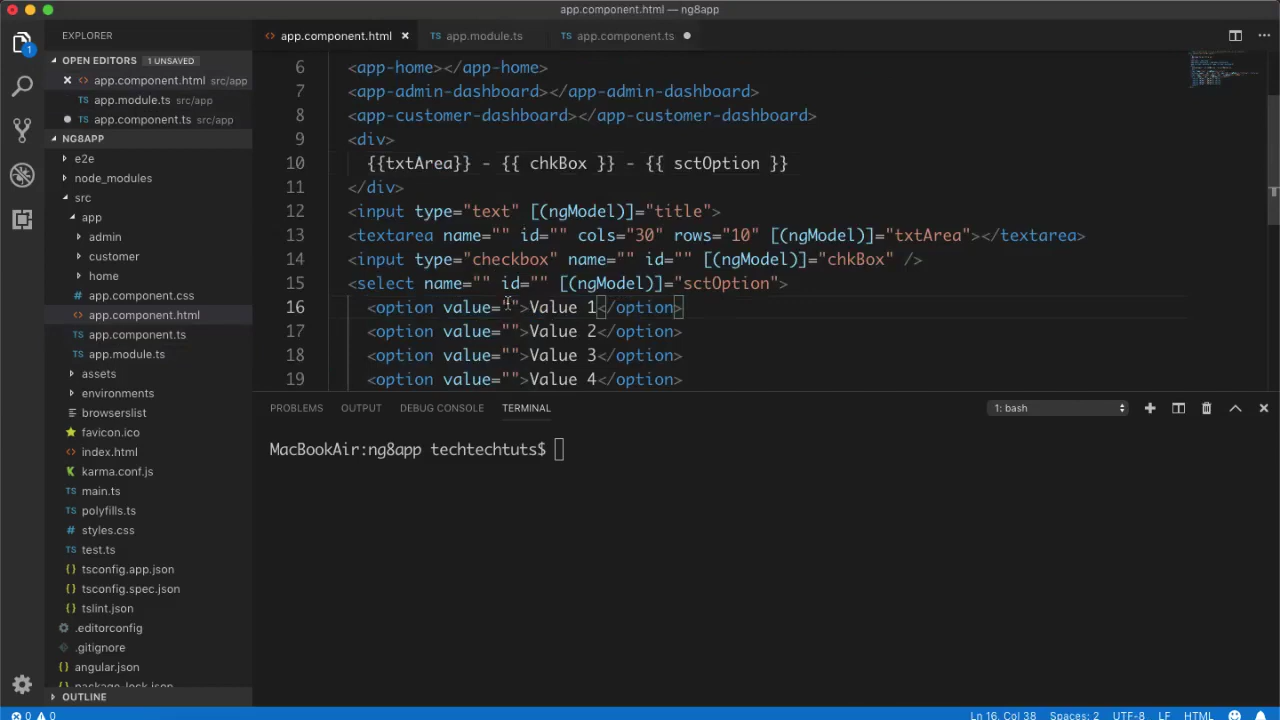 app.component.html — ng8app
EXPLORER
app.component.html ×
app.module.ts
app.component.ts
OPEN EDITORS 1 UNSAVED
app.component.html src/app
app.module.ts src/app
app.component.ts src/app
NG8APP
e2e
node_modules
src
app
admin
customer
home
app.component.css
app.component.html
app.component.ts
app.module.ts
assets
environments
browserslist
favicon.ico
index.html
karma.conf.js
main.ts
polyfills.ts
styles.css
test.ts
tsconfig.app.json
tsconfig.spec.json
tslint.json
.editorconfig
.gitignore
angular.json
package-lock.json
OUTLINE
1
6 <app-home></app-home>
7 <app-admin-dashboard></app-admin-dashboard>
8 <app-customer-dashboard></app-customer-dashboard>
9 <div>
10 {{txtArea}} - {{ chkBox }} - {{ sctOption }}
11 </div>
12 <input type="text" [(ngModel)]="title">
13 <textarea name="" id="" cols="30" rows="10" [(ngModel)]="txtArea"></textarea>
14 <input type="checkbox" name="" id="" [(ngModel)]="chkBox" />
15 <select name="" id="" [(ngModel)]="sctOption">
16 <option value="">Value 1</option>
17 <option value="">Value 2</option>
18 <option value="">Value 3</option>
19 <option value="">Value 4</option>
PROBLEMS OUTPUT DEBUG CONSOLE TERMINAL 1: bash
MacBookAir:ng8app techtechtuts$
0 0 Ln 16, Col 38 Spaces: 2 UTF-8 LF HTML